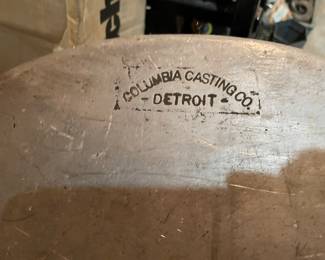 COLUMBIA CASTING CO.
- DETROIT -